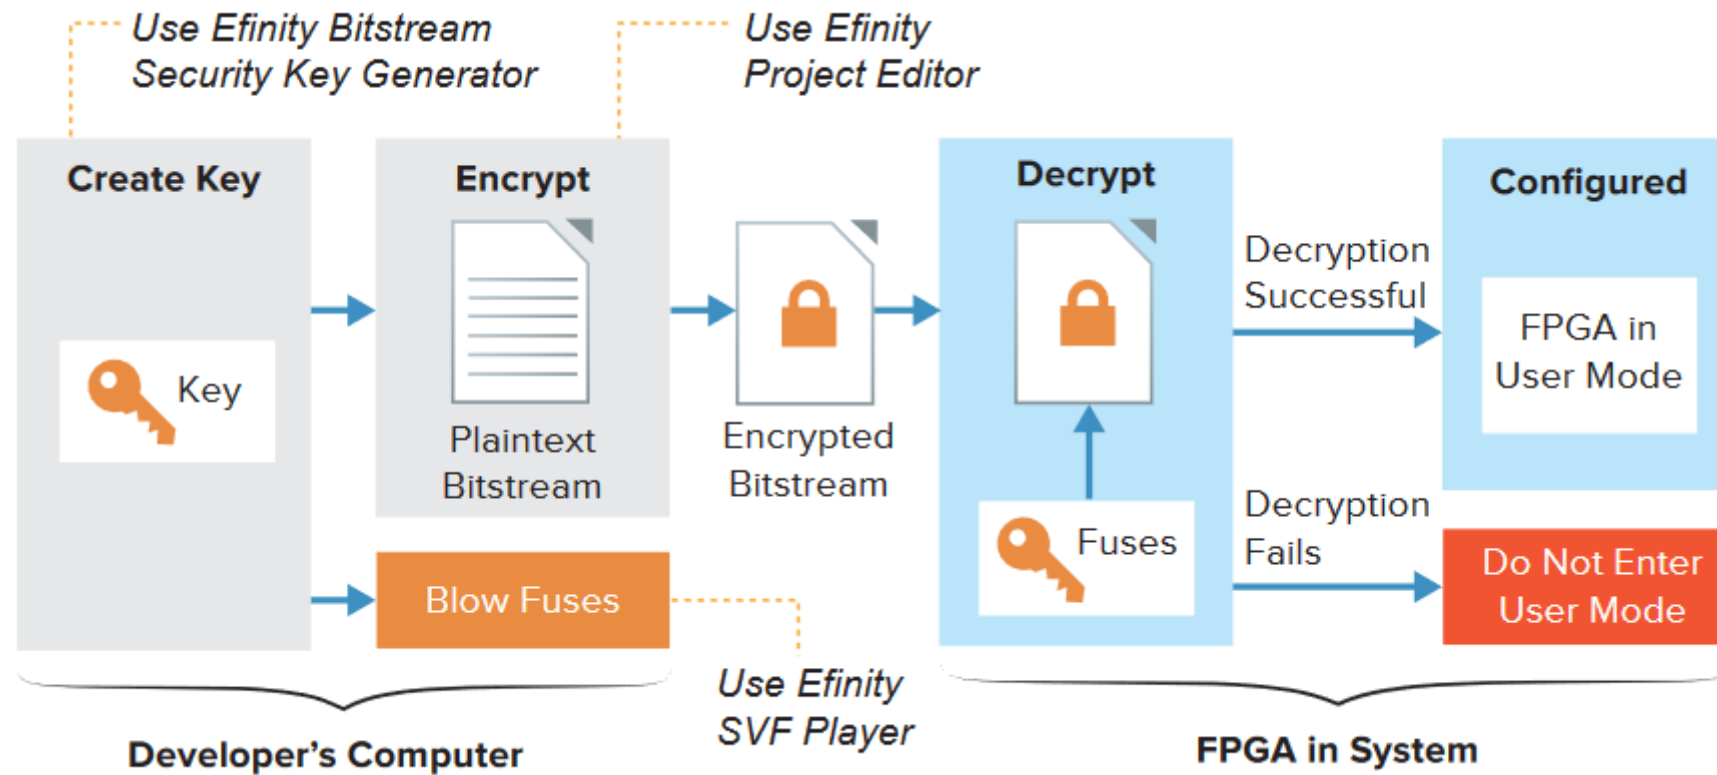 Use Efinity Bitstream
Security Key Generator
Use Efinity
Project Editor
Create Key
Key
Encrypt
Plaintext
Bitstream
Blow Fuses
Use Efinity
SVF Player
Encrypted
Bitstream
Decrypt
Fuses
Decryption
Successful
Decryption
Fails
Configured
FPGA in
User Mode
Do Not Enter
User Mode
Developer's Computer
FPGA in System